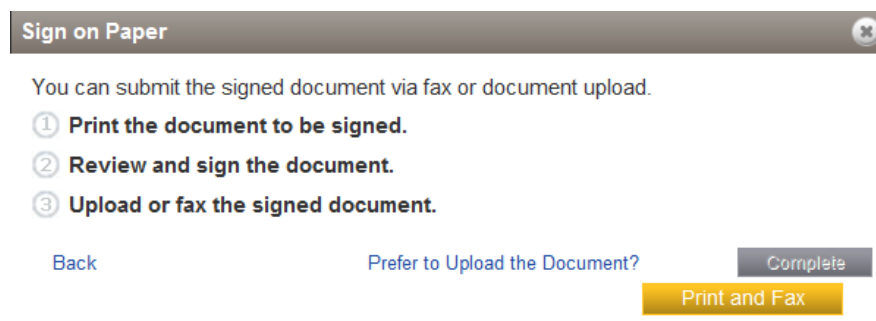 Sign on Paper
You can submit the signed document via fax or document upload.
1 Print the document to be signed.
2 Review and sign the document.
3 Upload or fax the signed document.
Back Prefer to Upload the Document? Complete
Print and Fax